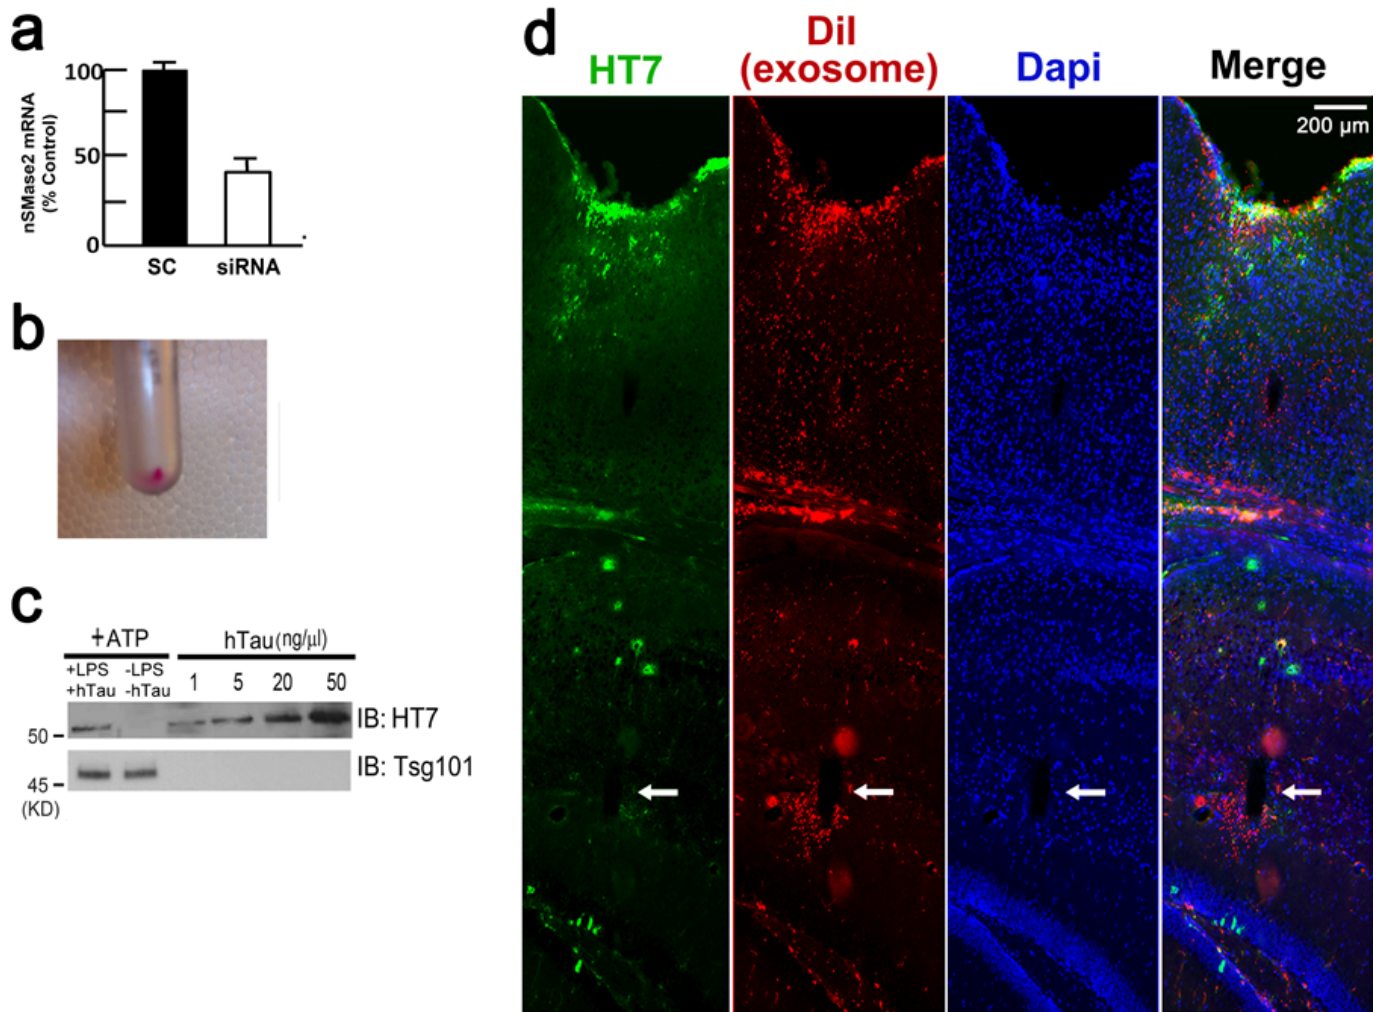 a
nSMase2 mRNA
(% Control)
100
50
0
SC siRNA
b
c
+ATP hTau(ng/µl)
+LPS -LPS
+hTau -hTau
1 5 20 50
IB: HT7
50
IB: Tsg101
45
(KD)
d
HT7
DiI
(exosome)
Dapi
Merge
200 µm